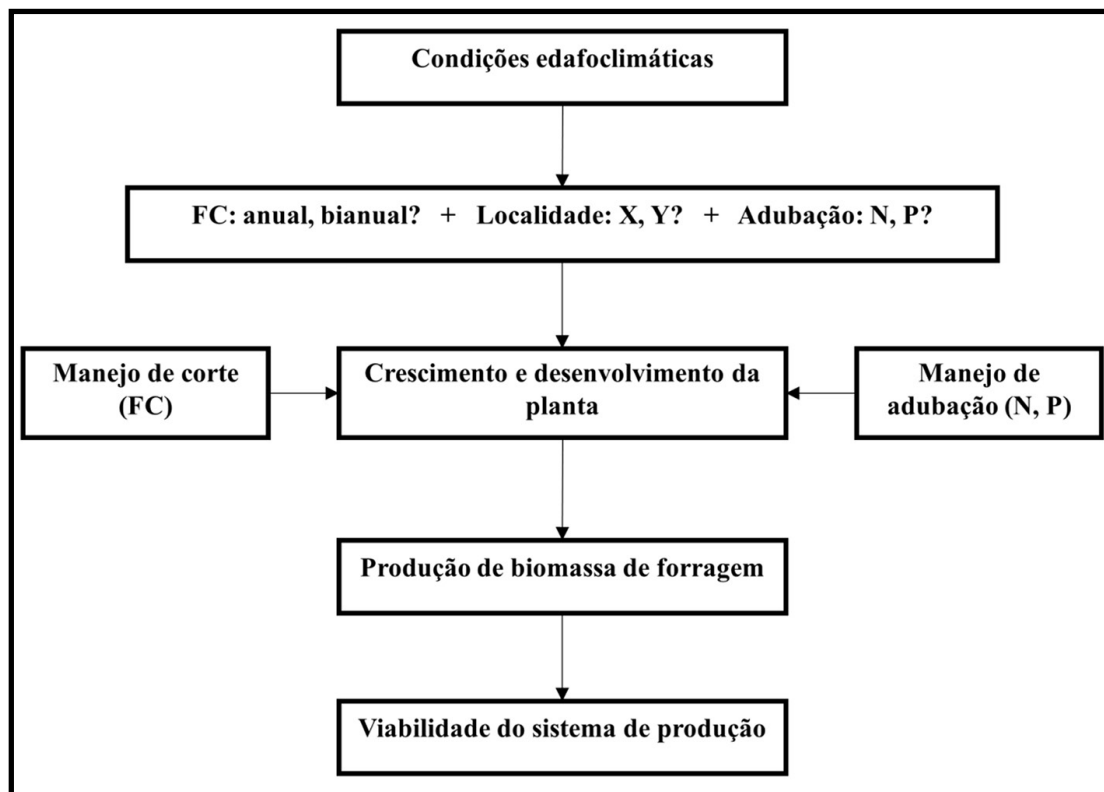 Condições edafoclimáticas
FC: anual, bianual? + Localidade: X, Y? + Adubação: N, P?
Manejo de corte
(FC)
Crescimento e desenvolvimento da
planta
Manejo de
adubação (N, P)
Produção de biomassa de forragem
Viabilidade do sistema de produção